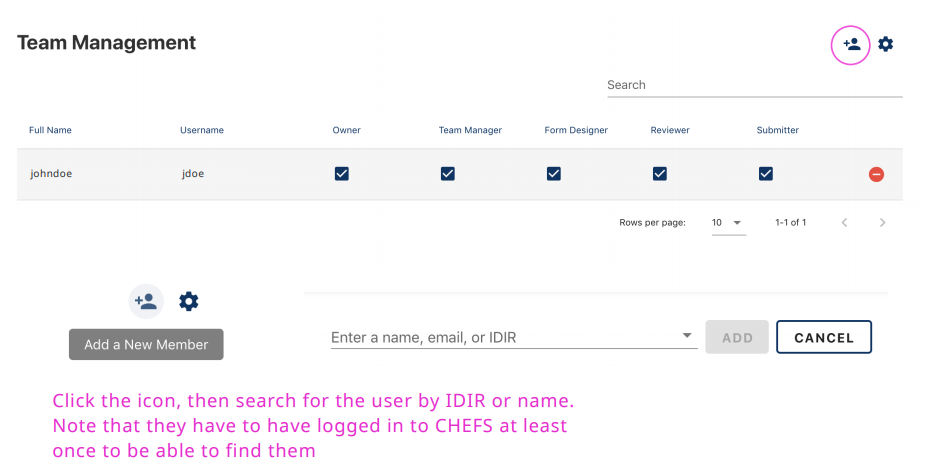 Team Management
Search
Full Name Username Owner Team Manager Form Designer Reviewer Submitter
johndoe jdoe
Rows per page: 10 1-1 of 1
Add a New Member
Enter a name, email, or IDIR ADD CANCEL
Click the icon, then search for the user by IDIR or name.
Note that they have to have logged in to CHEFS at least
once to be able to find them